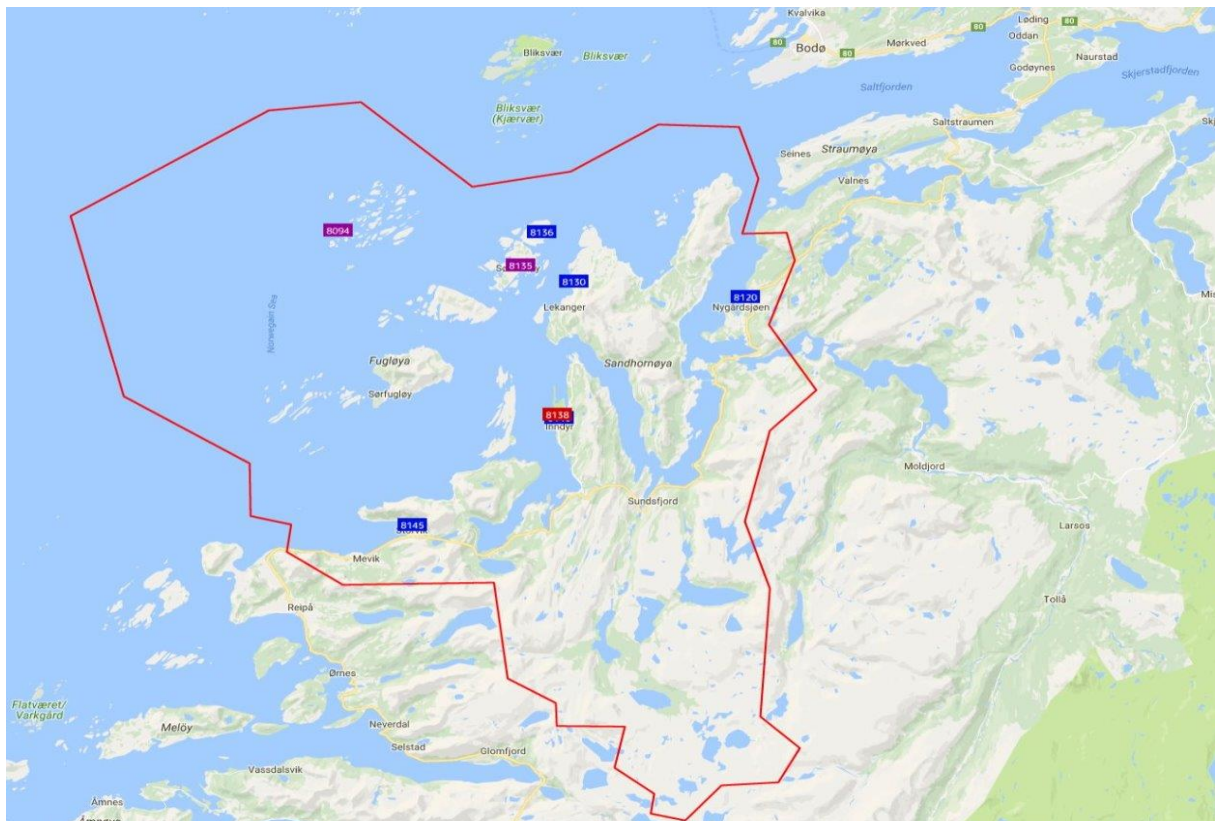 Kvalvika
Løding
80
Bodø
80
Mørkved
80
Oddan
Naurstad
Bliksvær
Bliksvær
Godøynes
Skjerstadfjorden
Saltfjorden
Bliksvær
(Kjærvær)
Saltstraumen
Straumøya
Seines
Valnes
8094
8136
8135
8130
8120
Nygårdsjøen
Lekanger
Norwegian Sea
Fugløya
Sandhornøya
Sørfugløy
8138
Inndyr
Moldjord
Sundsfjord
8145
Larsos
Mevik
Reipå
Tollå
Ørnes
Flatværet/
Varkgård
Meløy
Neverdal
Selstad
Glomfjord
Vassdalsvik
Åmnes